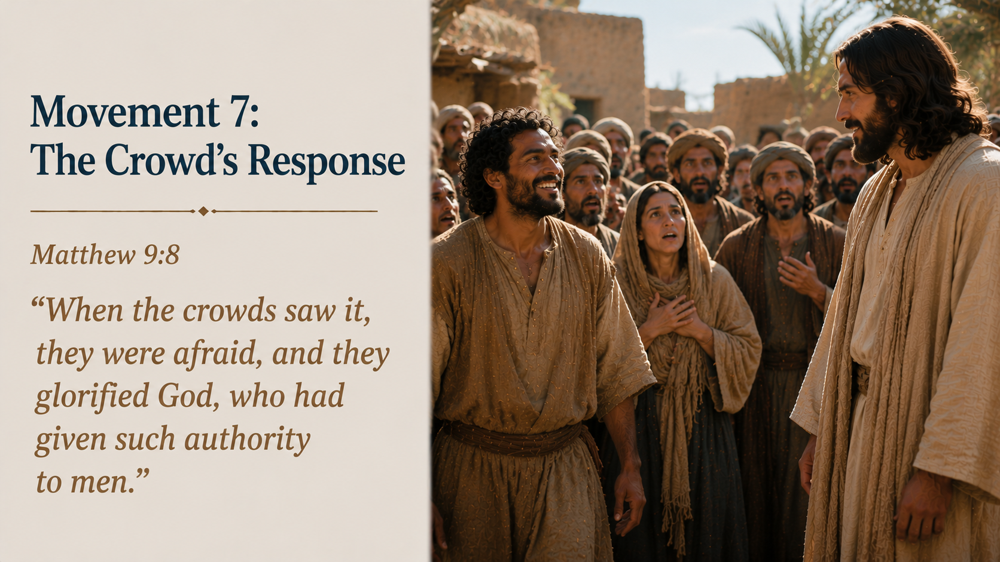 Movement 7:
The Crowd’s Response
Matthew 9:8
“When the crowds saw it,
they were afraid, and they
glorified God, who had
given such authority
to men.”